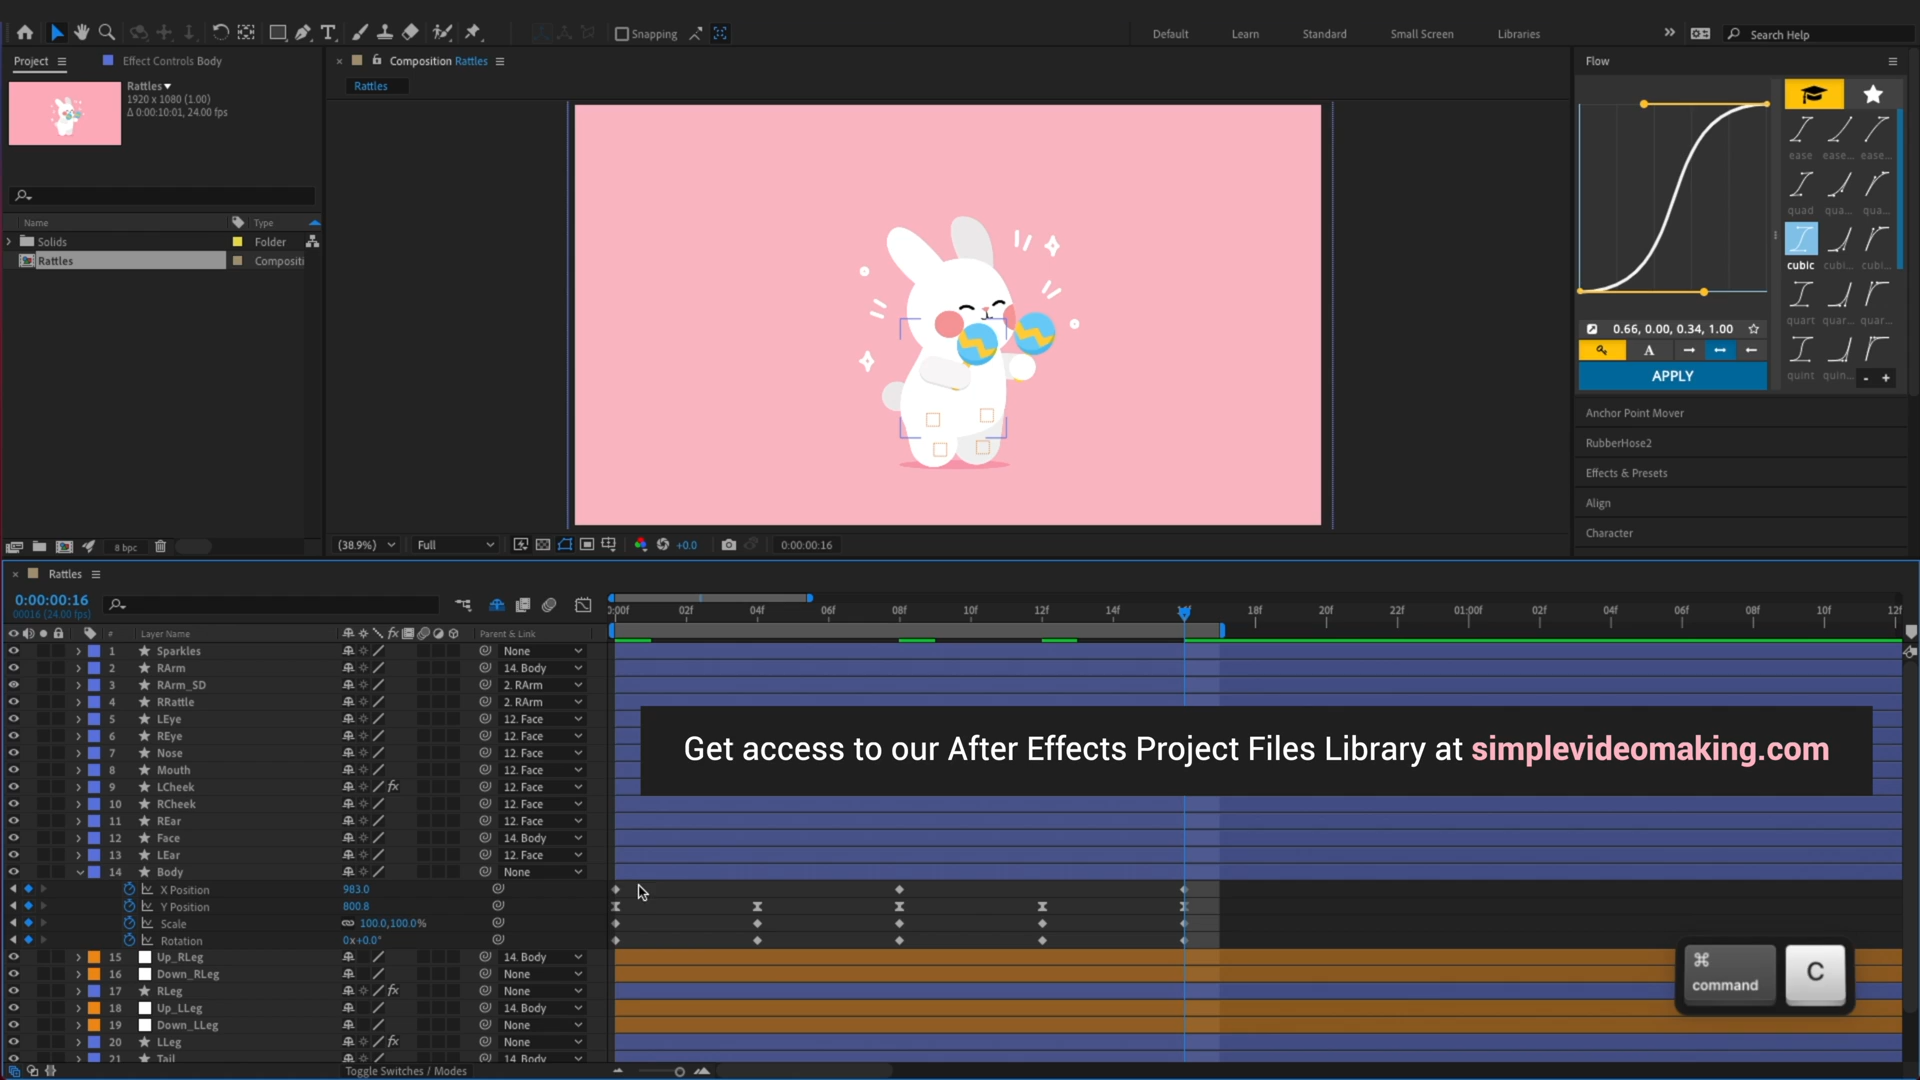 Snapping
Default
Learn
Standard
Small Screen
Libraries
Search Help
Project
Effect Controls Body
Composition Rattles
Flow
Rattles
1920 x 1080 (1.00)
Δ 0:00:10:01, 24.00 fps
Rattles
ease
ease...
ease...
quad
qua...
qua...
cubic
cubi...
cubi...
quart
quar...
quar...
quint
quin...
0.66, 0.00, 0.34, 1.00
A
APPLY
Name
Type
Solids
Folder
Rattles
Compositi
Anchor Point Mover
RubberHose2
Effects & Presets
Align
Character
8 bpc
(38.9%)
Full
+0.0
0:00:00:16
Rattles
0:00:00:16
00016 (24.00 fps)
0:00f
02f
04f
06f
08f
10f
12f
14f
18f
20f
22f
01:00f
02f
04f
06f
08f
10f
12f
#
Layer Name
fx
Parent & Link
1 Sparkles None
2 RArm 14. Body
3 RArm_SD 2. RArm
4 RRattle 2. RArm
5 LEye 12. Face
6 REye 12. Face
7 Nose 12. Face
8 Mouth 12. Face
9 LCheek fx 12. Face
10 RCheek 12. Face
11 REar 12. Face
12 Face 14. Body
13 LEar 12. Face
14 Body None
X Position 983.0
Y Position 800.8
Scale 100.0,100.0%
Rotation 0x+0.0°
15 Up_RLeg 14. Body
16 Down_RLeg None
17 RLeg fx None
18 Up_LLeg 14. Body
19 Down_LLeg None
20 LLeg fx None
21 Tail 14. Body
Toggle Switches / Modes
Get access to our After Effects Project Files Library at simplevideomaking.com
⌘
command
C